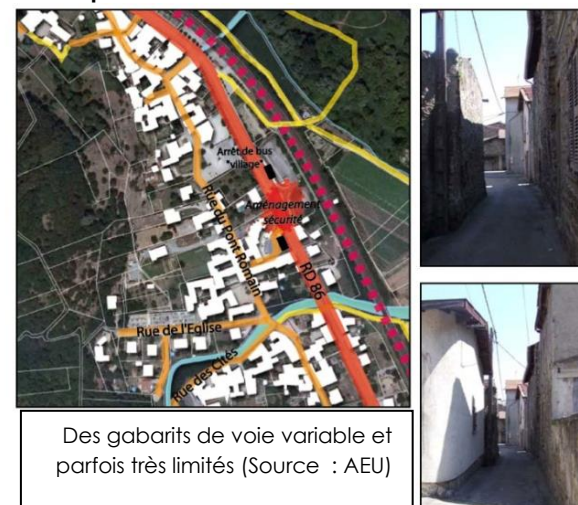 Arrêt de bus
"village"
Aménagement
sécurité
Rue du Pont Romain
RD 86
Rue de l'Eglise
Rue des Cités
Des gabarits de voie variable et
parfois très limités (Source : AEU)